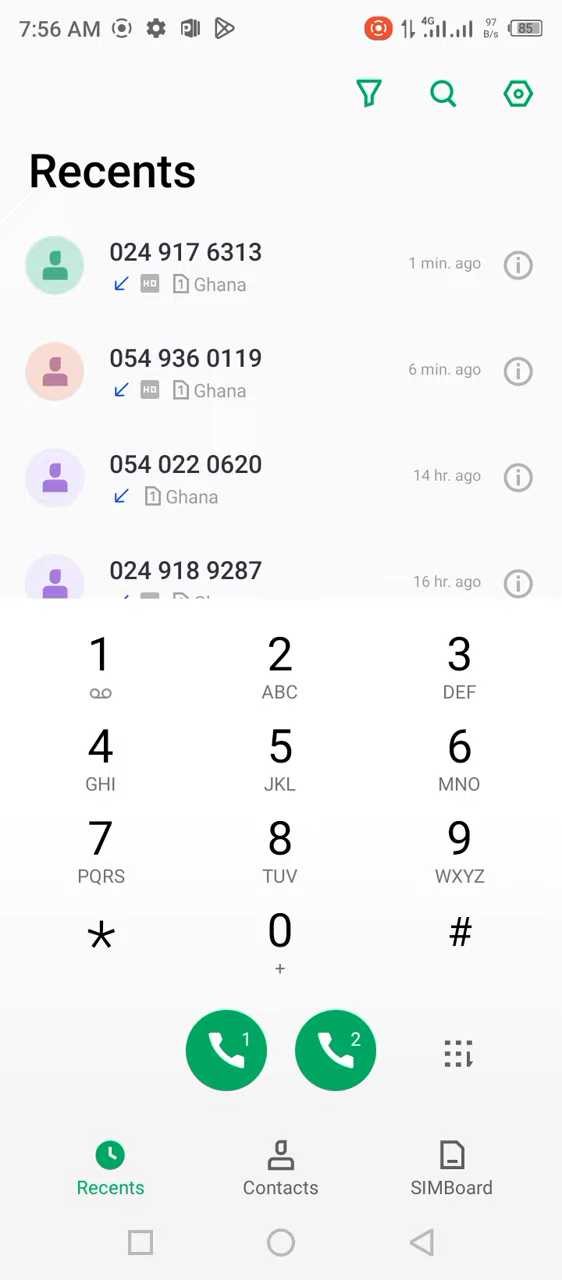 7:56 AM 4G 97 B/s 85
Recents
024 917 6313
1 min. ago
HD 1 Ghana
054 936 0119
6 min. ago
HD 1 Ghana
054 022 0620
14 hr. ago
1 Ghana
024 918 9287
16 hr. ago
1 2 3
ABC DEF
4 5 6
GHI JKL MNO
7 8 9
PQRS TUV WXYZ
* 0 #
+
1 2
Recents Contacts SIMBoard